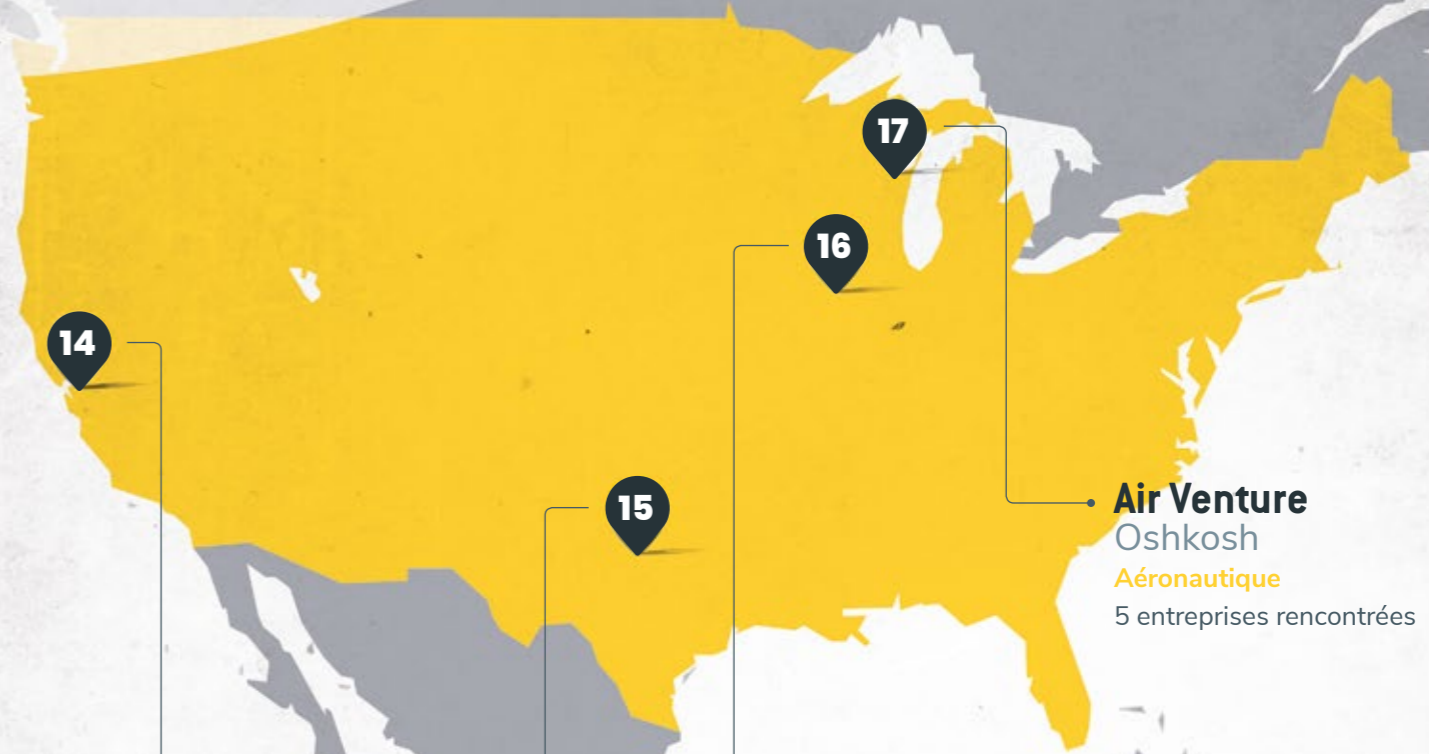 17
16
14
15
Air Venture
Oshkosh
Aéronautique
5 entreprises rencontrées